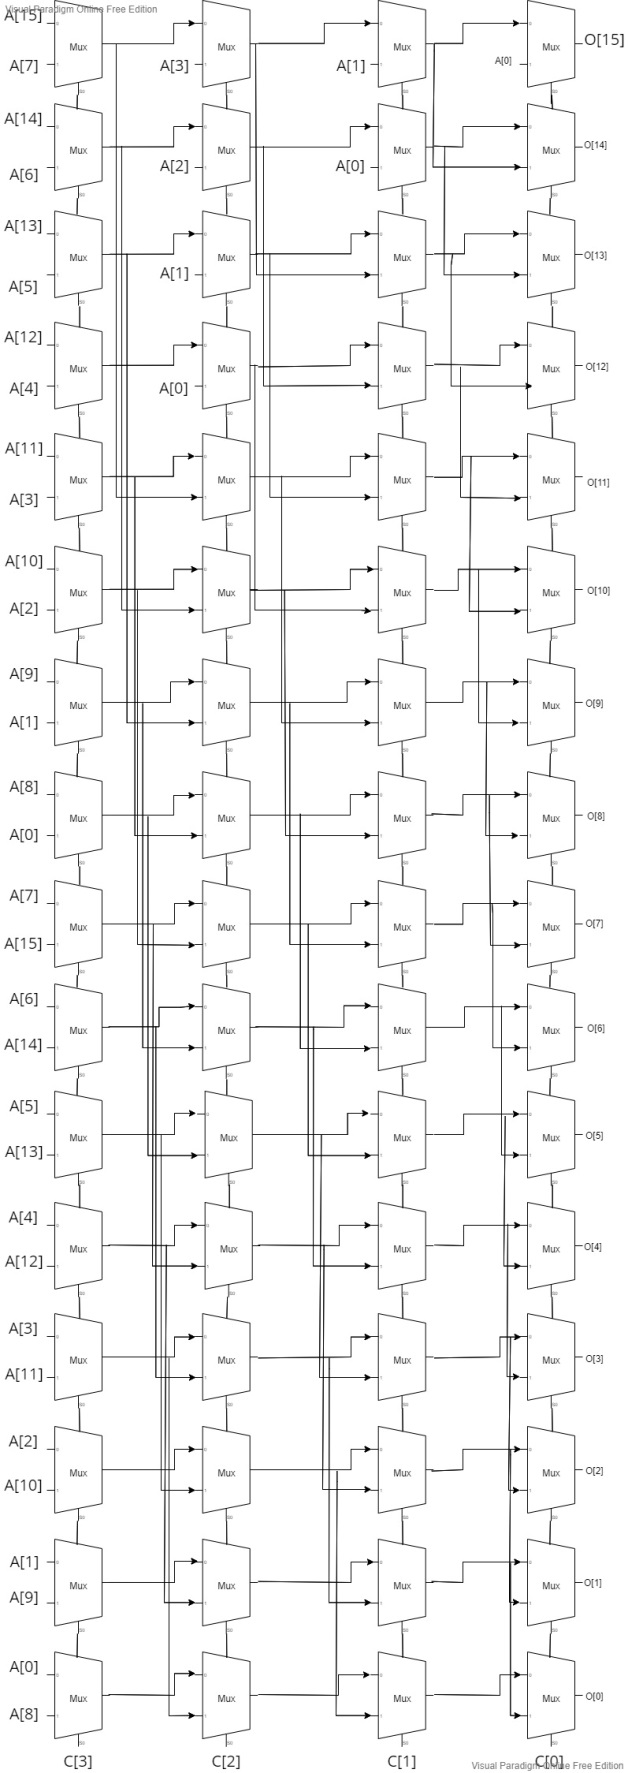 Visual Paradigm Online Free Edition
A[15] Mux Mux Mux Mux O[15]
A[7] A[3] A[1] A[0]
A[14] Mux Mux Mux Mux O[14]
A[6] A[2] A[0]
A[13] Mux Mux Mux Mux O[13]
A[5] A[1]
A[12] Mux Mux Mux Mux O[12]
A[4] A[0]
A[11] Mux Mux Mux Mux O[11]
A[3]
A[10] Mux Mux Mux Mux O[10]
A[2]
A[9] Mux Mux Mux Mux O[9]
A[1]
A[8] Mux Mux Mux Mux O[8]
A[0]
A[7] Mux Mux Mux Mux O[7]
A[15]
A[6] Mux Mux Mux Mux O[6]
A[14]
A[5] Mux Mux Mux Mux O[5]
A[13]
A[4] Mux Mux Mux Mux O[4]
A[12]
A[3] Mux Mux Mux Mux O[3]
A[11]
A[2] Mux Mux Mux Mux O[2]
A[10]
A[1] Mux Mux Mux Mux O[1]
A[9]
A[0] Mux Mux Mux Mux O[0]
A[8]
C[3] C[2] C[1] C[0]
Visual Paradigm Online Free Edition